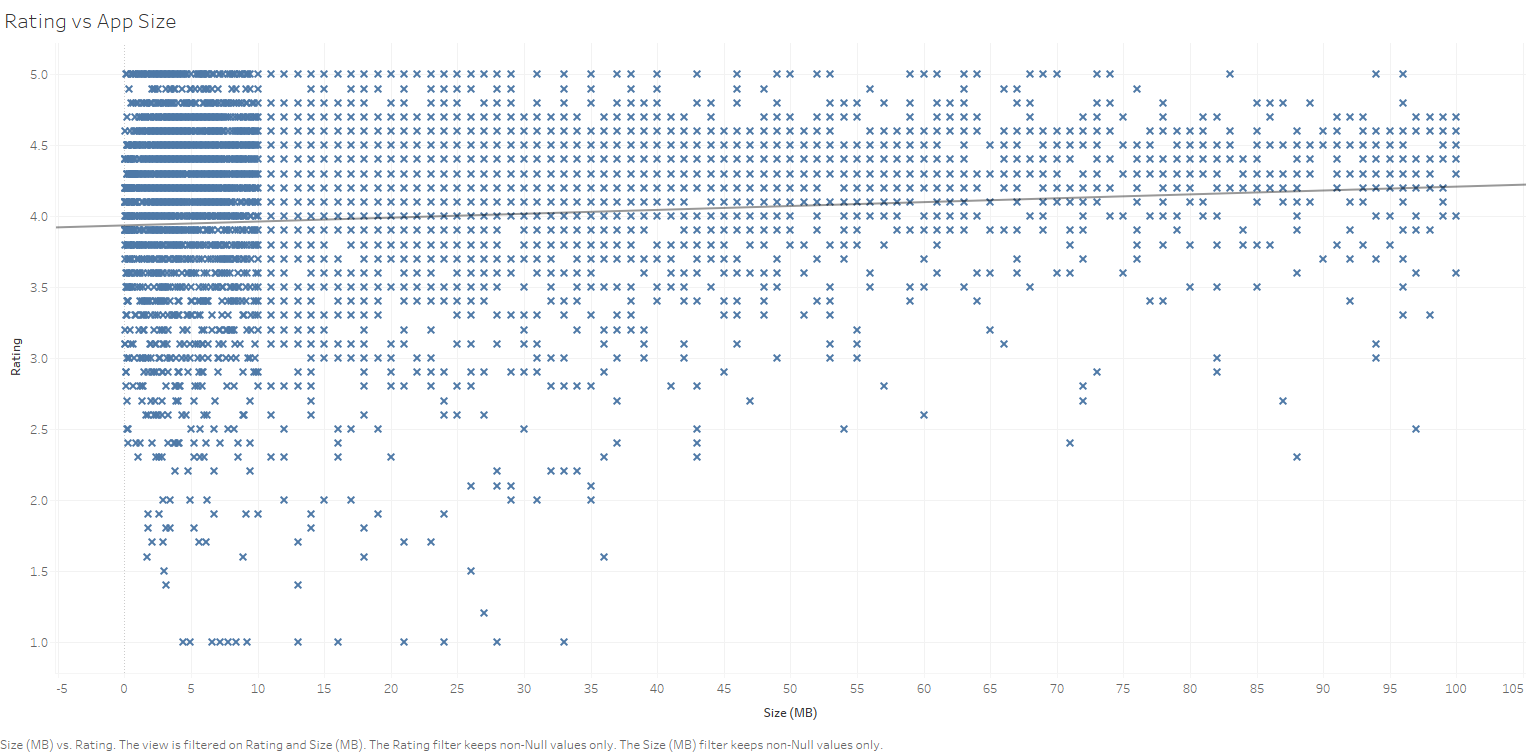 Rating vs App Size
5.0
4.5
4.0
3.5
3.0
2.5
2.0
1.5
1.0
Rating
-5 0 5 10 15 20 25 30 35 40 45 50 55 60 65 70 75 80 85 90 95 100 105
Size (MB)
Size (MB) vs. Rating. The view is filtered on Rating and Size (MB). The Rating filter keeps non-Null values only. The Size (MB) filter keeps non-Null values only.